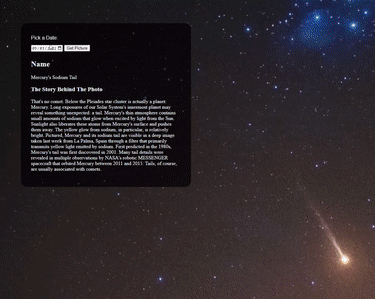 Pick a Date:
Get Picture
Name
Mercury's Sodium Tail
The Story Behind The Photo
That's no comet. Below the Pleiades star cluster is actually a planet:
Mercury. Long exposures of our Solar System's innermost planet may
reveal something unexpected: a tail. Mercury's thin atmosphere contains
small amounts of sodium that glow when excited by light from the Sun.
Sunlight also liberates these atoms from Mercury's surface and pushes
them away. The yellow glow from sodium, in particular, is relatively
bright. Pictured, Mercury and its sodium tail are visible in a deep image
taken last week from La Palma, Spain through a filter that primarily
transmits yellow light emitted by sodium. First predicted in the 1980s,
Mercury's tail was first discovered in 2001. Many tail details were
revealed in multiple observations by NASA's robotic MESSENGER
spacecraft that orbited Mercury between 2011 and 2015. Tails, of course,
are usually associated with comets.